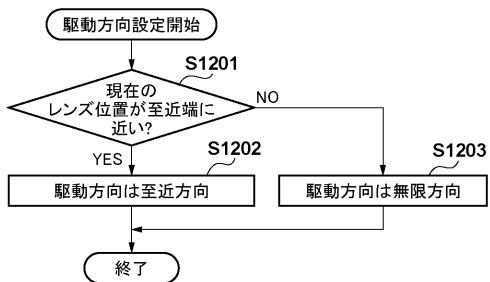 駆動方向設定開始
S1201
現在の
レンズ位置が至近端に
近い?
NO
YES
S1202
駆動方向は至近方向
S1203
駆動方向は無限方向
終了